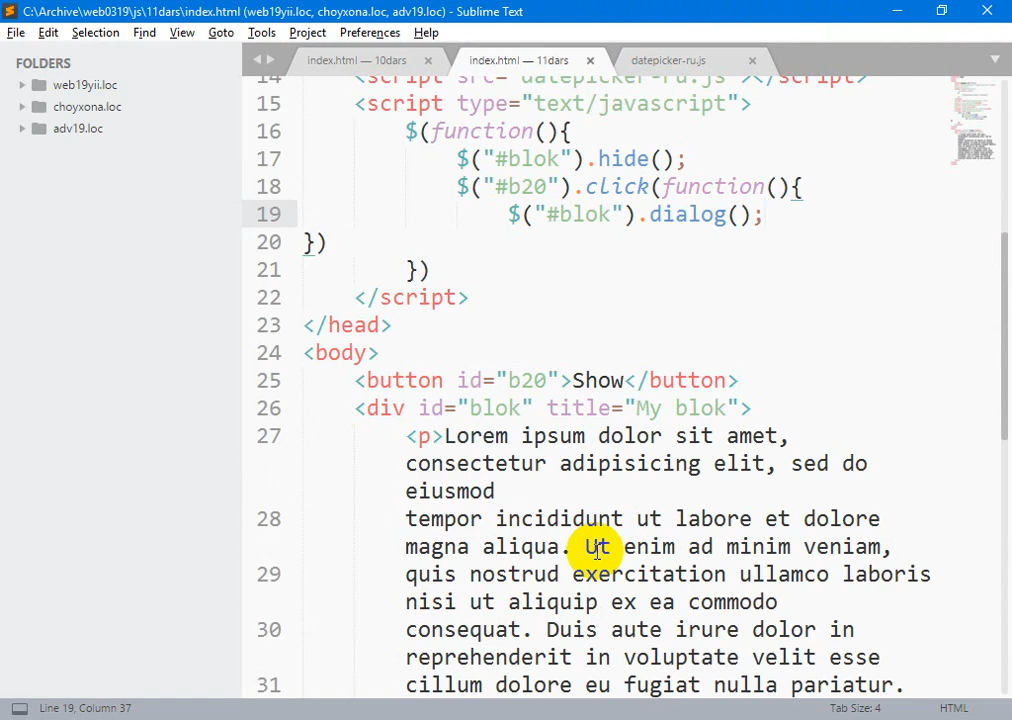 C:\Archive\web0319\js\11dars\index.html (web19yii.loc, choyxona.loc, adv19.loc) - Sublime Text
File Edit Selection Find View Goto Tools Project Preferences Help
FOLDERS
web19yii.loc
choyxona.loc
adv19.loc
index.html — 10dars
index.html — 11dars
datepicker-ru.js
14 <script src="datepicker-ru.js"></script>
15 <script type="text/javascript">
16 $(function(){
17 $("#blok").hide();
18 $("#b20").click(function(){
19 $("#blok").dialog();
20 })
21 })
22 </script>
23 </head>
24 <body>
25 <button id="b20">Show</button>
26 <div id="blok" title="My blok">
27 <p>Lorem ipsum dolor sit amet,
consectetur adipisicing elit, sed do
eiusmod
28 tempor incididunt ut labore et dolore
magna aliqua. Ut enim ad minim veniam,
29 quis nostrud exercitation ullamco laboris
nisi ut aliquip ex ea commodo
30 consequat. Duis aute irure dolor in
reprehenderit in voluptate velit esse
31 cillum dolore eu fugiat nulla pariatur.
Line 19, Column 37
Tab Size: 4
HTML